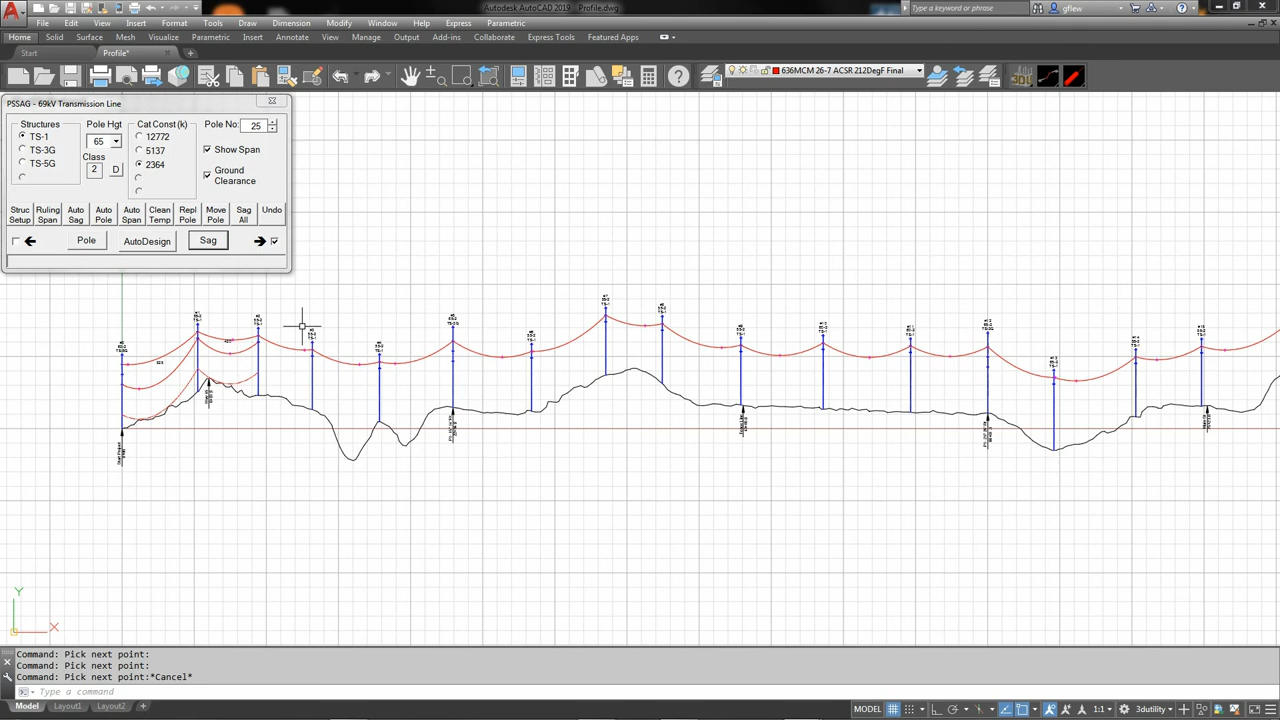 Autodesk AutoCAD 2019 - Profile.dwg
Type a keyword or phrase
gflew
File Edit View Insert Format Tools Draw Dimension Modify Window Help Express Parametric
Home Solid Surface Mesh Visualize Parametric Insert Annotate View Manage Output Add-ins Collaborate Express Tools Featured Apps
Start Profile*
636MCM 26-7 ACSR 212DegF Final
PSSAG - 69kV Transmission Line
Structures Pole Hgt Cat Const (k) Pole No: 25
TS-1 65 12772
TS-3G Class 5137 Show Span
TS-5G 2 D 2364 Ground Clearance
Struc Setup Ruling Span Auto Sag Auto Pole Auto Span Clean Temp Repl Pole Move Pole Sag All Undo
Pole AutoDesign Sag
Y
X
Command: Pick next point:
Command: Pick next point:
Command: Pick next point:*Cancel*
Type a command
Model Layout1 Layout2
MODEL 1:1 3dutility